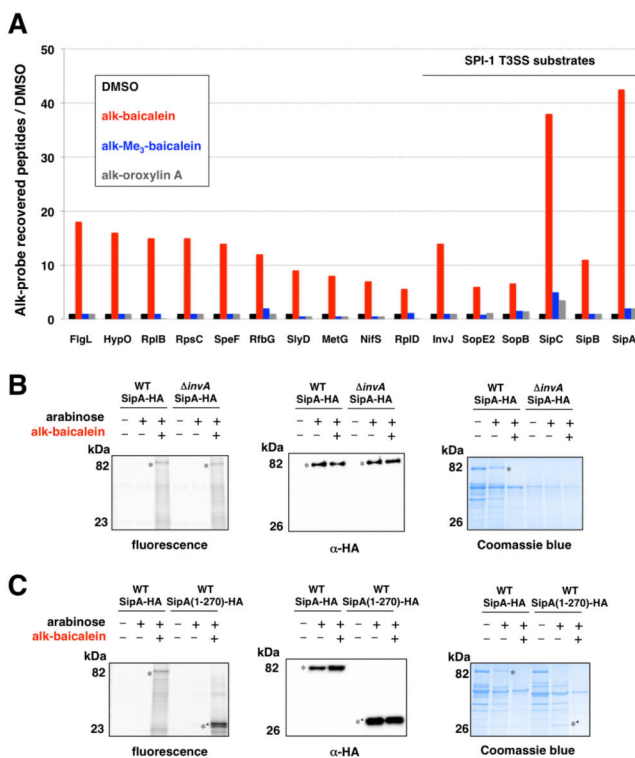 A
50
40
30
20
10
0
Alk-probe recovered peptides / DMSO
DMSO
alk-baicalein
alk-Me3-baicalein
alk-oroxylin A
SPI-1 T3SS substrates
FlgL HypO RplB RpsC SpeF RfbG SlyD MetG NifS RplD InvJ SopE2 SopB SipC SipB SipA
B
WT ΔinvA WT ΔinvA WT ΔinvA
SipA-HA SipA-HA SipA-HA SipA-HA SipA-HA SipA-HA
arabinose − + + − + + − + + − + + − + + − + +
alk-baicalein + + + + + +
kDa kDa kDa
82 * * 82 * * 82 *
23 26 26
fluorescence α-HA Coomassie blue
C
WT WT WT WT WT WT
SipA-HA SipA(1-270)-HA SipA-HA SipA(1-270)-HA SipA-HA SipA(1-270)-HA
arabinose − + + − + + − + + − + + − + + − + +
alk-baicalein + + + + + +
kDa kDa kDa
82 * 82 * 82 *
23 ** 26 ** 26 **
fluorescence α-HA Coomassie blue